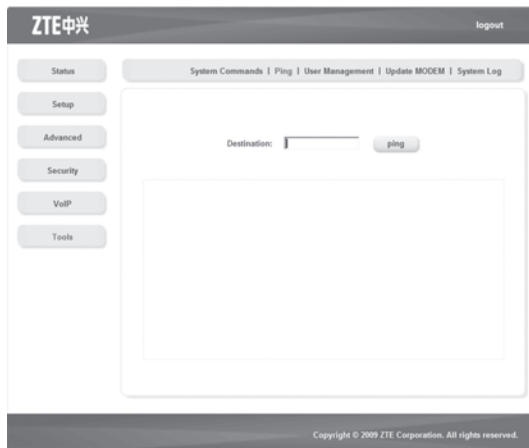 ZTE中兴
logout
Status
System Commands | Ping | User Management | Update MODEM | System Log
Setup
Advanced
Security
VoIP
Tools
Destination:
ping
Copyright © 2009 ZTE Corporation. All rights reserved.